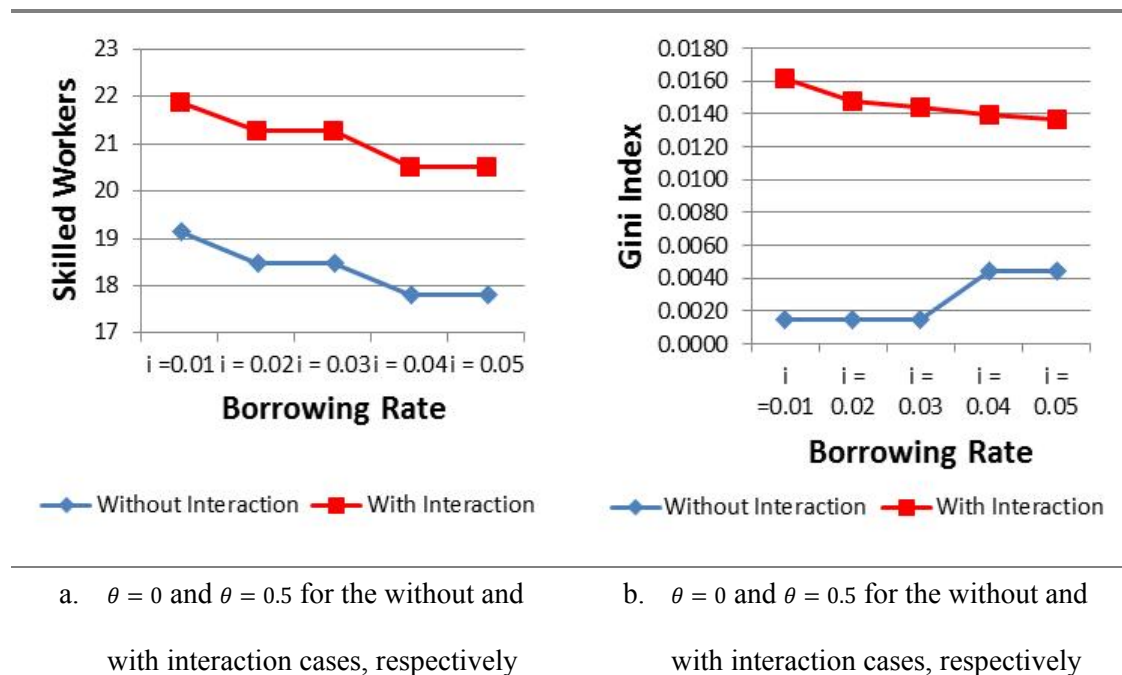 23
22
21
20
19
18
17
Skilled Workers
i =0.01 i = 0.02 i = 0.03 i = 0.04 i = 0.05
Borrowing Rate
Without Interaction With Interaction
0.0180
0.0160
0.0140
0.0120
0.0100
0.0080
0.0060
0.0040
0.0020
0.0000
Gini Index
i i = i = i = i =
=0.01 0.02 0.03 0.04 0.05
Borrowing Rate
Without Interaction With Interaction
a. θ = 0 and θ = 0.5 for the without and
with interaction cases, respectively
b. θ = 0 and θ = 0.5 for the without and
with interaction cases, respectively